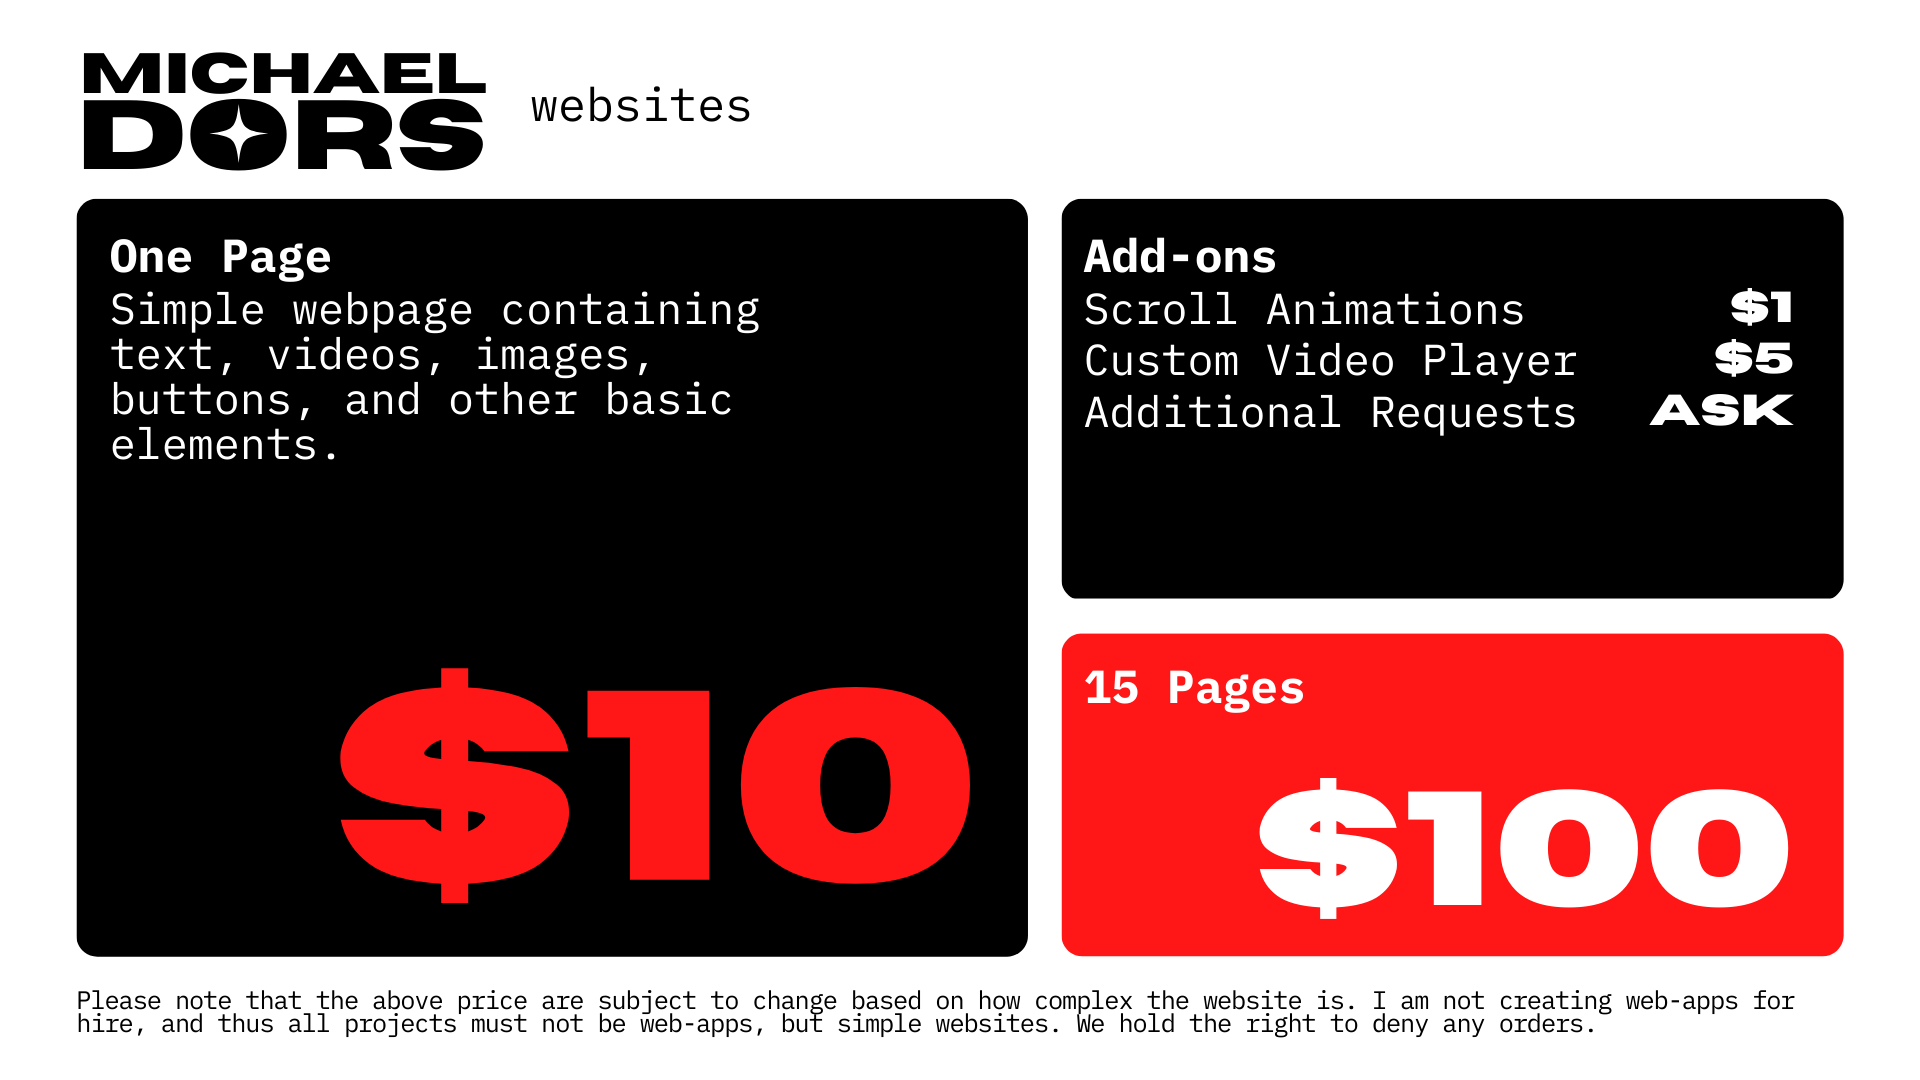 MICHAEL
DORS
websites
One Page
Simple webpage containing
text, videos, images,
buttons, and other basic
elements.
$10
Add-ons
Scroll Animations $1
Custom Video Player $5
Additional Requests ASK
15 Pages
$100
Please note that the above price are subject to change based on how complex the website is. I am not creating web-apps for
hire, and thus all projects must not be web-apps, but simple websites. We hold the right to deny any orders.